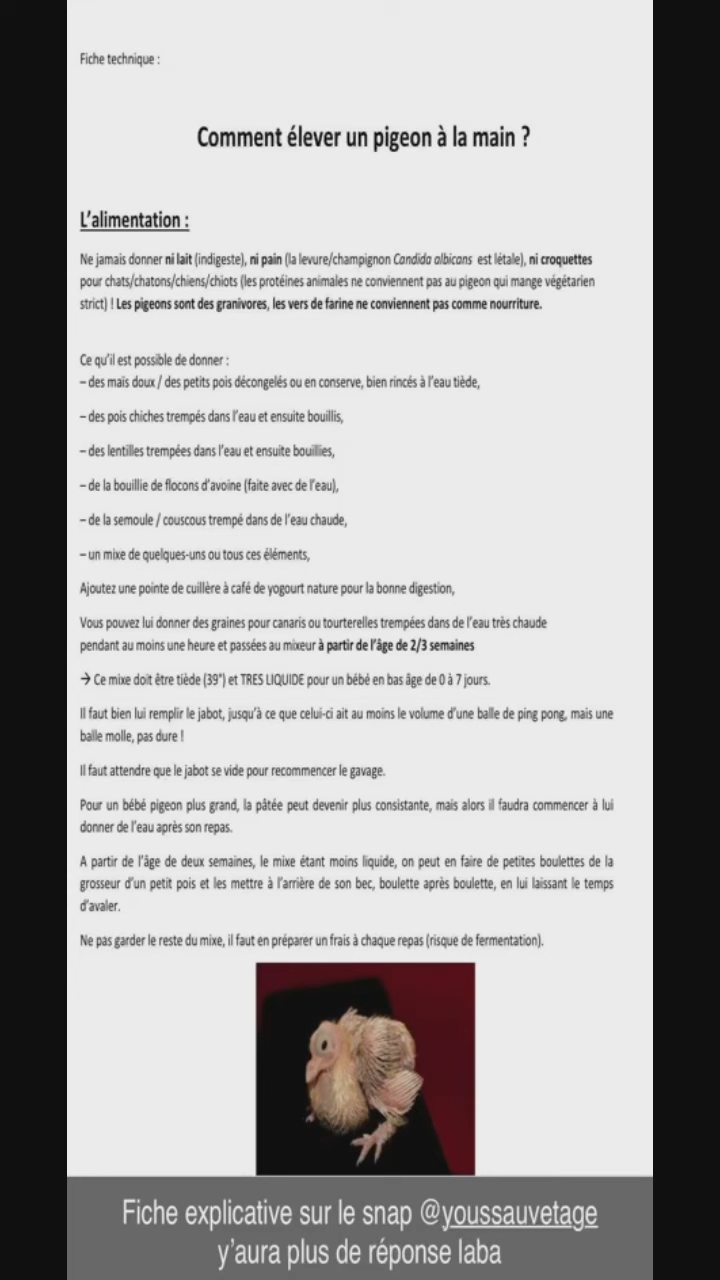 Fiche technique :
Comment élever un pigeon à la main ?
L'alimentation :
Ne jamais donner ni lait (indigeste), ni pain (la levure/champignon Candida albicans est létale), ni croquettes
pour chats/chatons/chiens/chiots (les protéines animales ne conviennent pas au pigeon qui mange végétarien
strict) ! Les pigeons sont des granivores, les vers de farine ne conviennent pas comme nourriture.
Ce qu'il est possible de donner :
– des maïs doux / des petits pois décongelés ou en conserve, bien rincés à l'eau tiède,
– des pois chiches trempés dans l'eau et ensuite bouillis,
– des lentilles trempées dans l'eau et ensuite bouillies,
– de la bouillie de flocons d'avoine (faite avec de l'eau),
– de la semoule / couscous trempé dans de l'eau chaude,
– un mixe de quelques-uns ou tous ces éléments,
Ajoutez une pointe de cuillère à café de yogourt nature pour la bonne digestion,
Vous pouvez lui donner des graines pour canaris ou tourterelles trempées dans de l'eau très chaude
pendant au moins une heure et passées au mixeur à partir de l'âge de 2/3 semaines
→ Ce mixe doit être tiède (39°) et TRES LIQUIDE pour un bébé en bas âge de 0 à 7 jours.
Il faut bien lui remplir le jabot, jusqu'à ce que celui-ci ait au moins le volume d'une balle de ping pong, mais une
balle molle, pas dure !
Il faut attendre que le jabot se vide pour recommencer le gavage.
Pour un bébé pigeon plus grand, la pâtée peut devenir plus consistante, mais alors il faudra commencer à lui
donner de l'eau après son repas.
A partir de l'âge de deux semaines, le mixe étant moins liquide, on peut en faire de petites boulettes de la
grosseur d'un petit pois et les mettre à l'arrière de son bec, boulette après boulette, en lui laissant le temps
d'avaler.
Ne pas garder le reste du mixe, il faut en préparer un frais à chaque repas (risque de fermentation).
Fiche explicative sur le snap @youssauvetage
y'aura plus de réponse laba